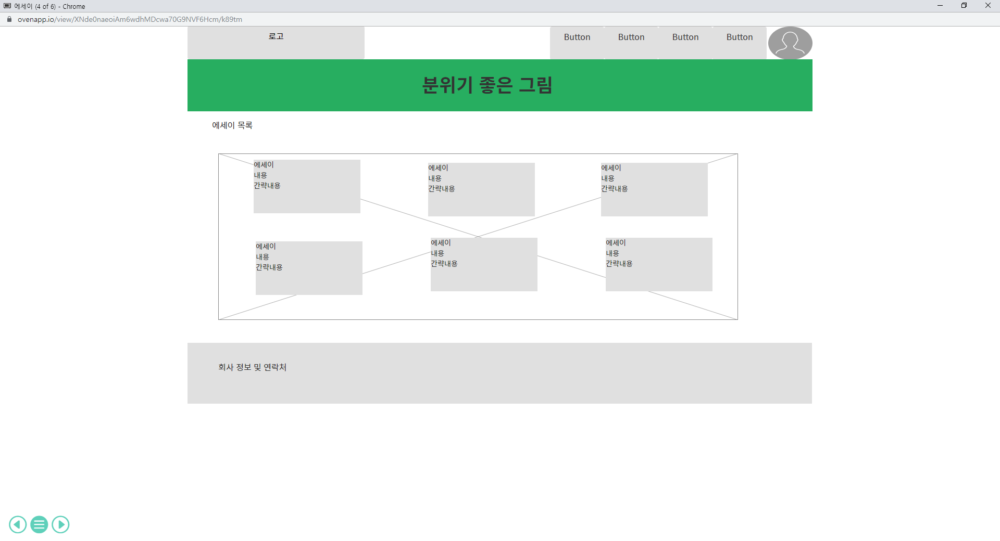 에세이 (4 of 6) - Chrome
ovenapp.io/view/XNde0naeoiAm6wdhMDcwa70G9NVF6Hcm/k89tm
로고
Button
Button
Button
Button
분위기 좋은 그림
에세이 목록
에세이
내용
간략내용
에세이
내용
간략내용
에세이
내용
간략내용
에세이
내용
간략내용
에세이
내용
간략내용
에세이
내용
간략내용
회사 정보 및 연락처